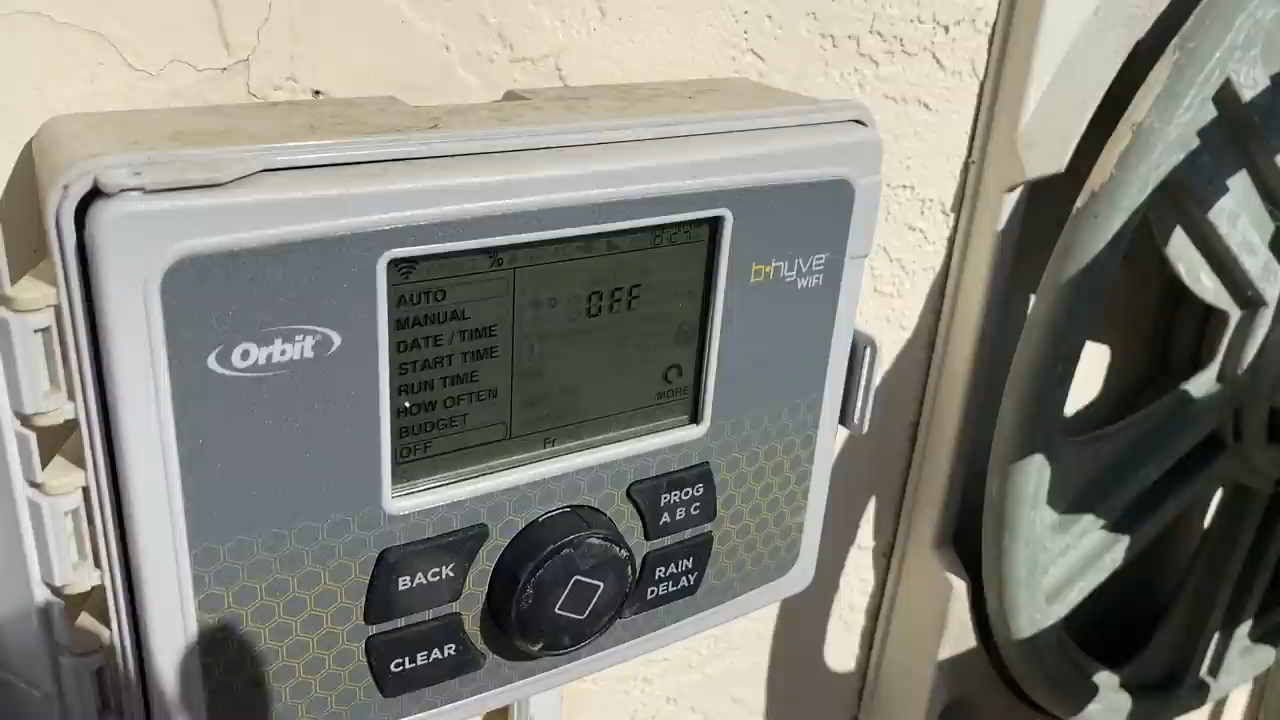 Orbit
b·hyve
WIFI
%
AUTO
MANUAL
DATE / TIME
START TIME
RUN TIME
HOW OFTEN
BUDGET
OFF
OFF
MORE
Fr
BACK
CLEAR
PROG
A B C
RAIN
DELAY